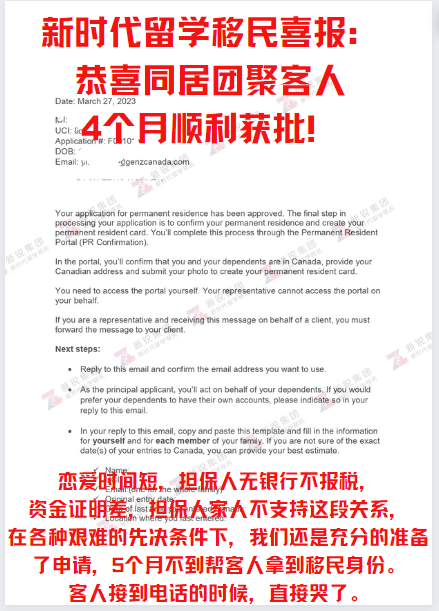 新时代留学移民喜报:
恭喜同居团聚客人
4个月顺利获批!
Date: March 27, 2023
UCI:
Application #:
DOB:
Email:
genzcanada.com
Your application for permanent residence has been approved. The final step in
processing your application is to confirm your permanent residence and create your
permanent resident card. You'll complete this process through the Permanent Resident
Portal (PR Confirmation).
In the portal, you'll confirm that you and your dependents are in Canada, provide your
Canadian address and submit your photo to create your permanent resident card.
You need to access the portal yourself. Your representative cannot access the portal on
your behalf.
If you are a representative and receiving this message on behalf of a client, you must
forward the message to your client.
Next steps:
• Reply to this email and confirm the email address you want to use.
• As the principal applicant, you'll act on behalf of your dependents. If you would
prefer your dependents to have their own accounts, please indicate so in your
reply to this email.
• In your reply to this email, copy and paste this template and fill in the information
for yourself and for each member of your family. If you are not sure of the exact
date(s) of your entries to Canada, you can provide your best estimate.
✓ Name:
✓ Original entry date:
✓ Location where you last entered:
恋爱时间短，担保人无银行不报税，
资金证明差，担保人家人不支持这段关系，
在各种艰难的先决条件下，我们还是充分的准备
了申请，5个月不到帮客人拿到移民身份。
客人接到电话的时候，直接哭了。
新锐集团
新时代留学移民